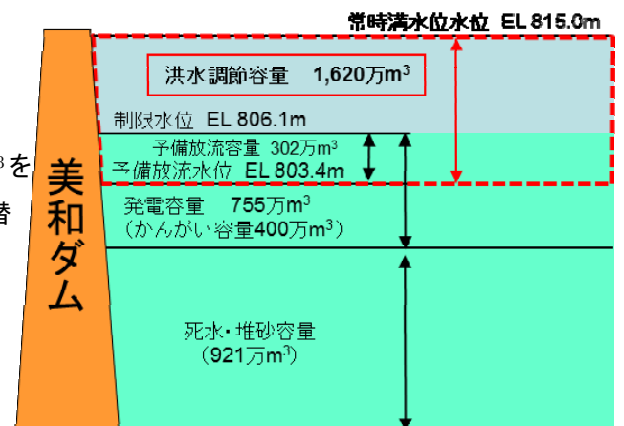 常時満水位水位 EL 815.0m
洪水調節容量 1,620万m³
制限水位 EL 806.1m
予備放流容量 302万m³
予備放流水位 EL 803.4m
発電容量 755万m³
(かんがい容量400万m³)
死水・堆砂容量
(921万m³)
美和ダム
³を
替